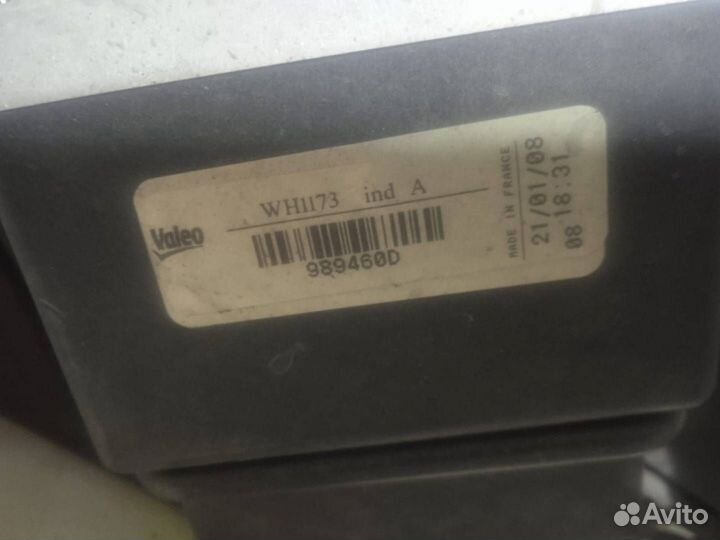 Valeo
WH1173 ind A
989460D
MADE IN FRANCE
21/01/08
08 18:31
Avito